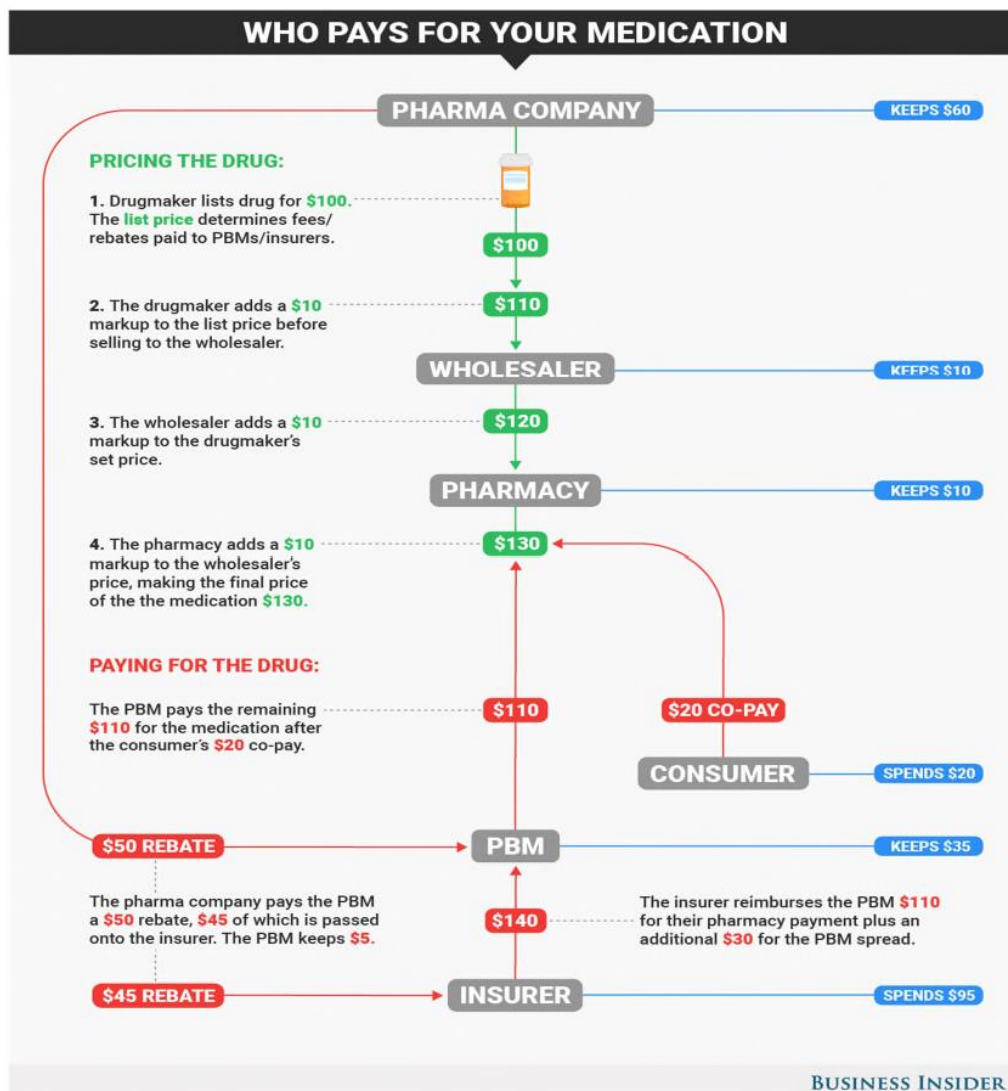 WHO PAYS FOR YOUR MEDICATION
PHARMA COMPANY
KEEPS $60
PRICING THE DRUG:
1. Drugmaker lists drug for $100.
The list price determines fees/
rebates paid to PBMs/insurers.
$100
2. The drugmaker adds a $10
markup to the list price before
selling to the wholesaler.
$110
WHOLESALER
KEEPS $10
3. The wholesaler adds a $10
markup to the drugmaker's
set price.
$120
PHARMACY
KEEPS $10
4. The pharmacy adds a $10
markup to the wholesaler's
price, making the final price
of the the medication $130.
$130
PAYING FOR THE DRUG:
The PBM pays the remaining
$110 for the medication after
the consumer's $20 co-pay.
$110
$20 CO-PAY
CONSUMER
SPENDS $20
$50 REBATE
PBM
KEEPS $35
The pharma company pays the PBM
a $50 rebate, $45 of which is passed
onto the insurer. The PBM keeps $5.
$140
The insurer reimburses the PBM $110
for their pharmacy payment plus an
additional $30 for the PBM spread.
$45 REBATE
INSURER
SPENDS $95
BUSINESS INSIDER